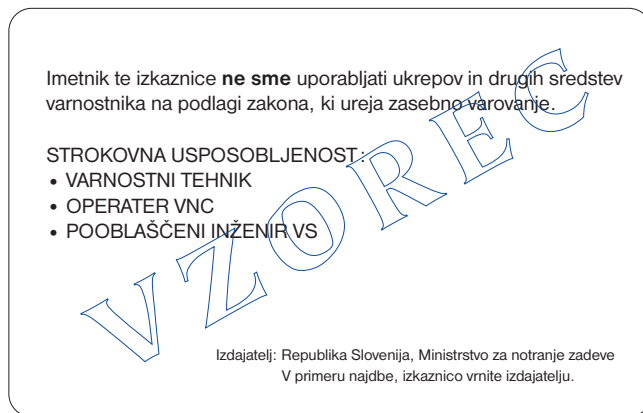 Imetnik te izkaznice ne sme uporabljati ukrepov in drugih sredstev
varnostnika na podlagi zakona, ki ureja zasebno varovanje.
STROKOVNA USPOSOBLJENOST:
• VARNOSTNI TEHNIK
• OPERATER VNC
• POOBLAŠČENI INŽENIR VS
VZOREC
Izdajatelj: Republika Slovenija, Ministrstvo za notranje zadeve
V primeru najdbe, izkaznico vrnite izdajatelju.